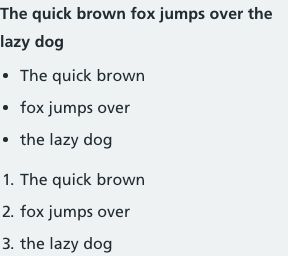 The quick brown fox jumps over the
lazy dog
• The quick brown
• fox jumps over
• the lazy dog
1. The quick brown
2. fox jumps over
3. the lazy dog